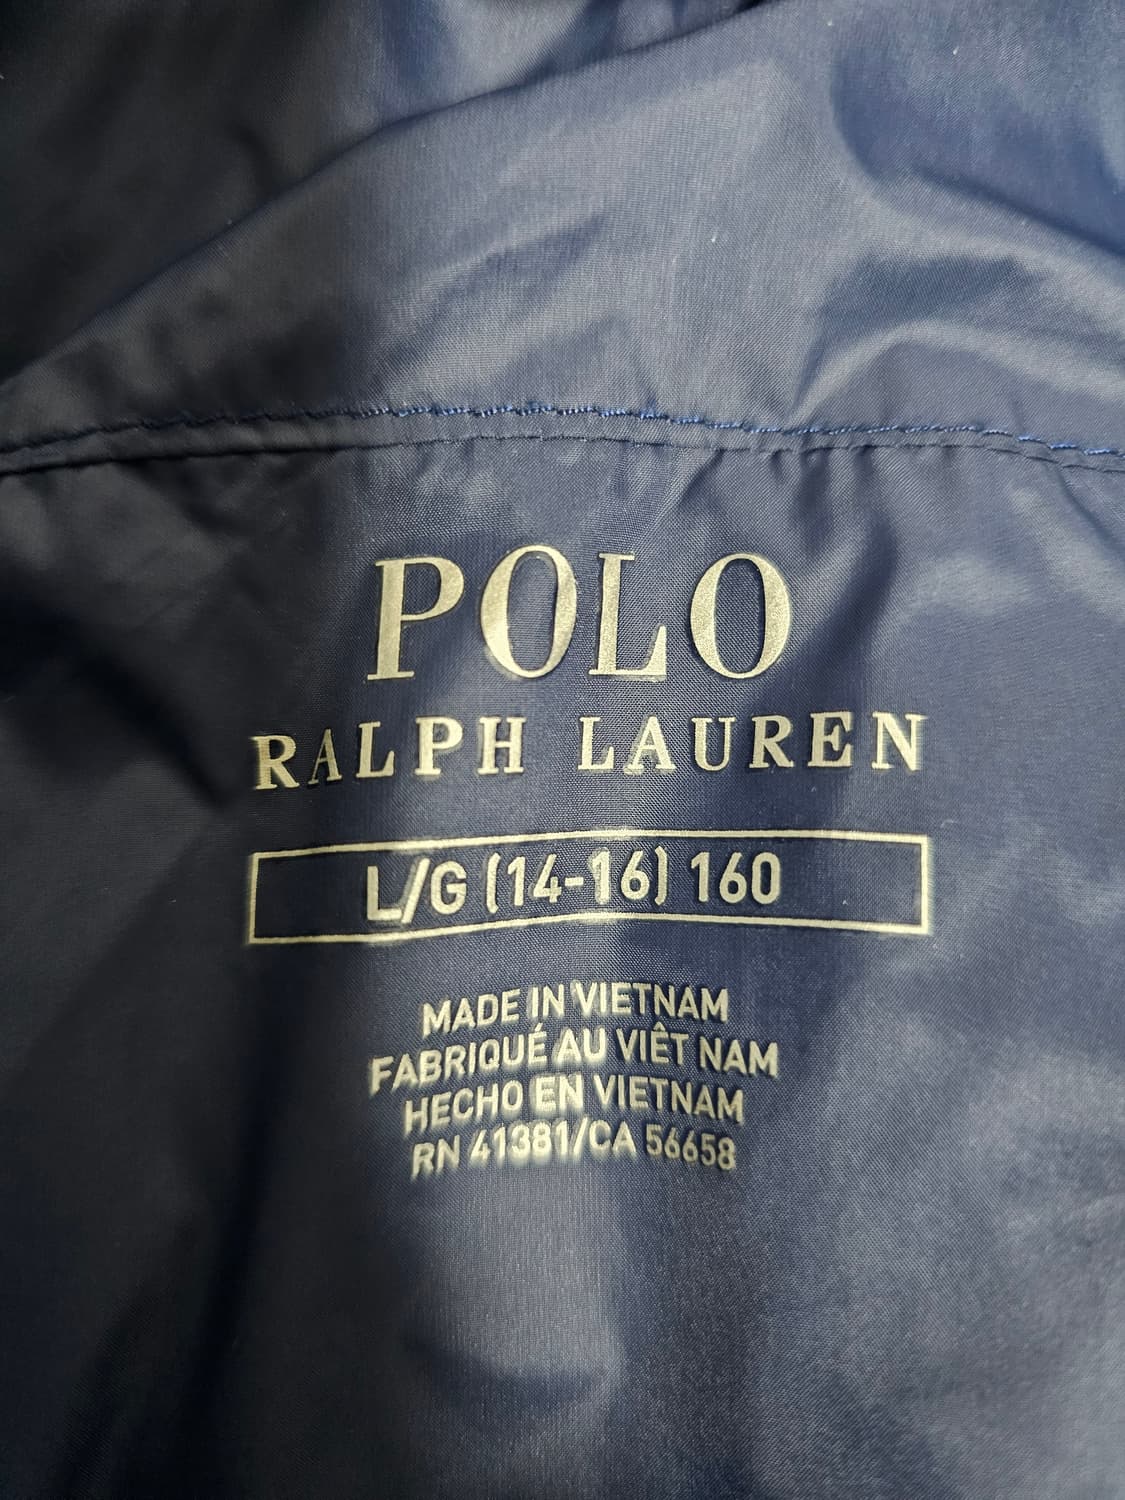 POLO
RALPH LAUREN
L/G (14-16) 160
MADE IN VIETNAM
FABRIQUÉ AU VIÊT NAM
HECHO EN VIETNAM
RN 41381/CA 56658